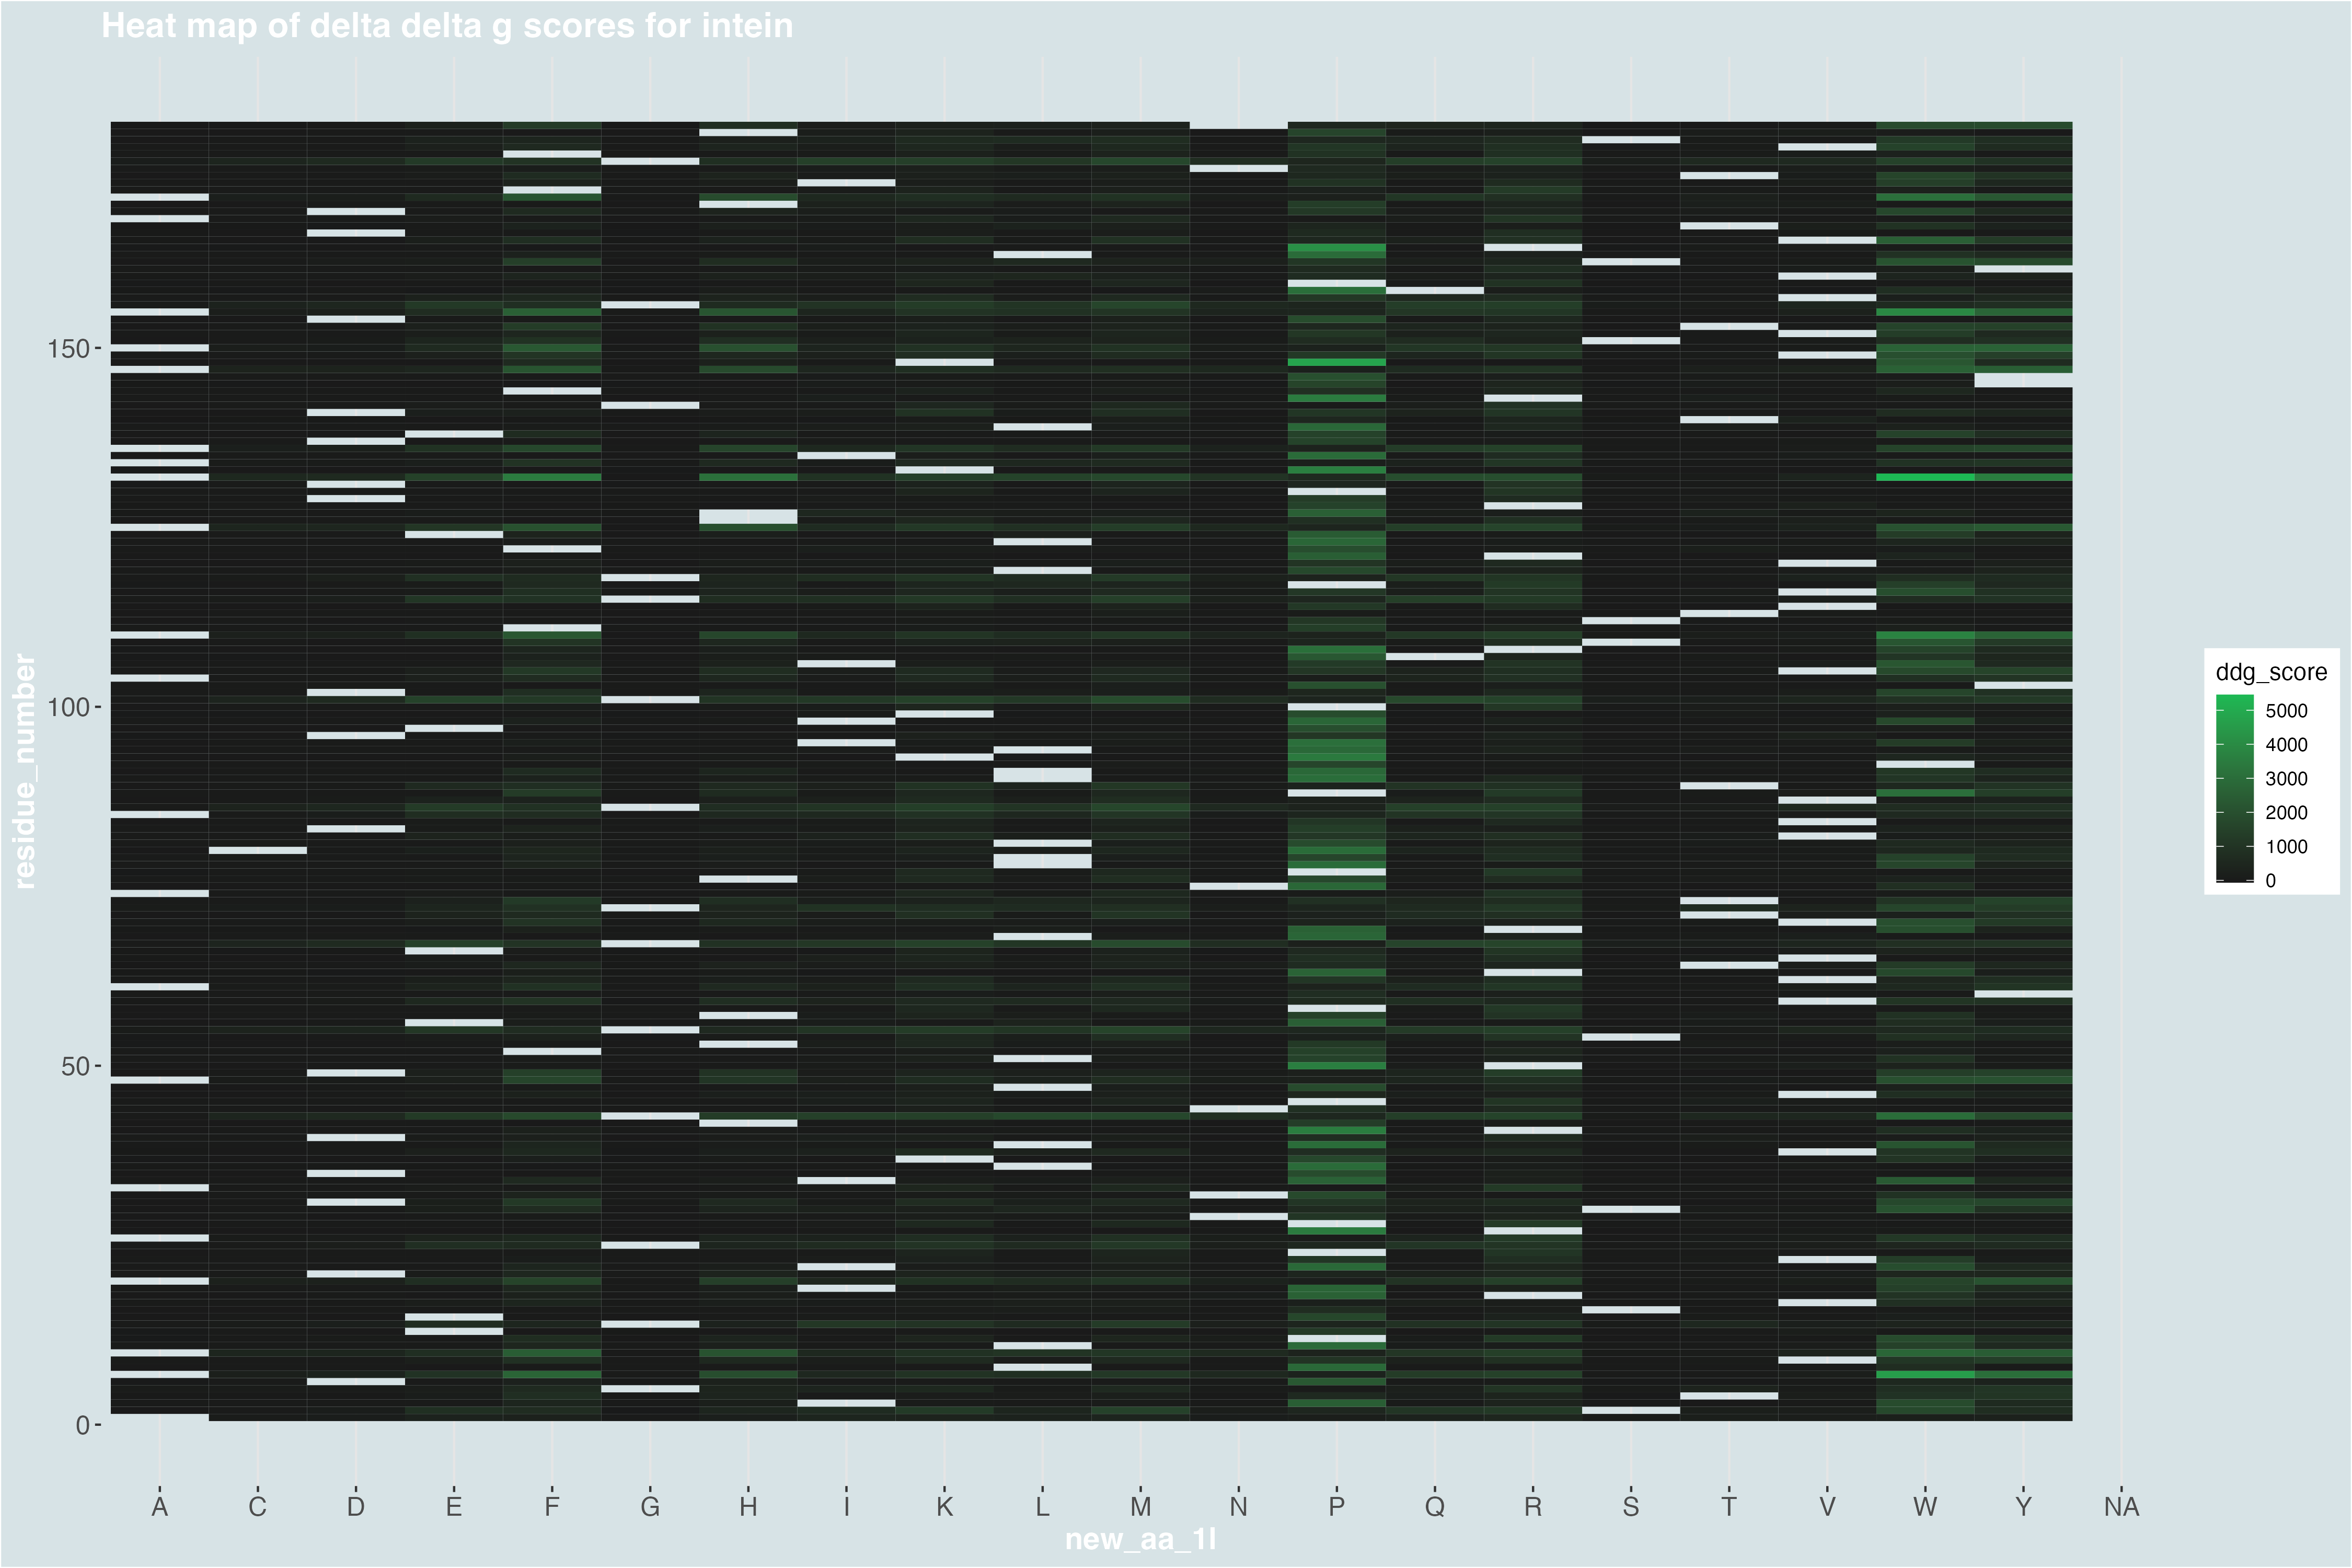 Heat map of delta delta g scores for intein
residue_number
150
100
50
0
A C D E F G H I K L M N P Q R S T V W Y NA
new_aa_1l
ddg_score
5000
4000
3000
2000
1000
0